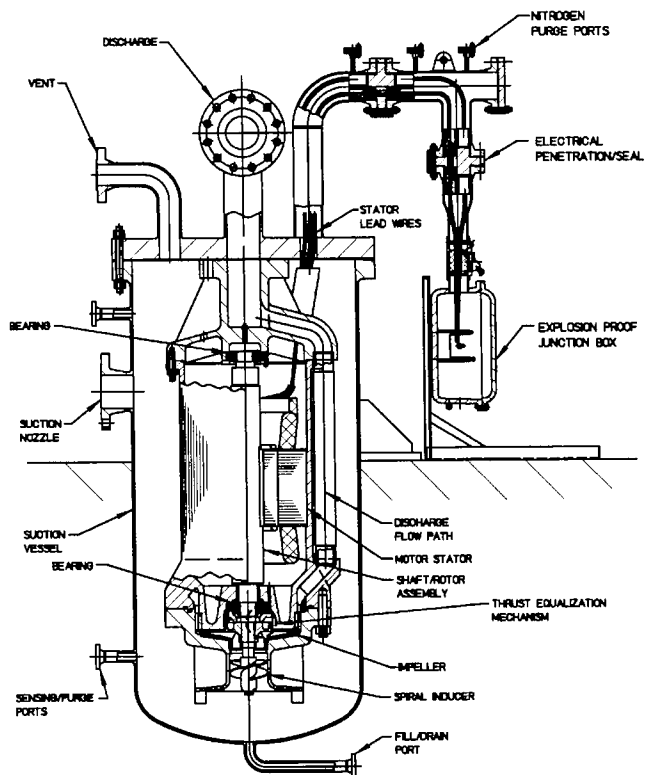 NITROGEN
PURGE PORTS
DISCHARGE
VENT
ELECTRICAL
PENETRATION/SEAL
STATOR
LEAD WIRES
BEARING
EXPLOSION PROOF
JUNCTION BOX
SUCTION
NOZZLE
DISCHARGE
FLOW PATH
SUCTION
VESSEL
MOTOR STATOR
BEARING
SHAFT/ROTOR
ASSEMBLY
THRUST EQUALIZATION
MECHANISM
IMPELLER
SENSING/PURGE
PORTS
SPIRAL INDUCER
FILL/DRAIN
PORT